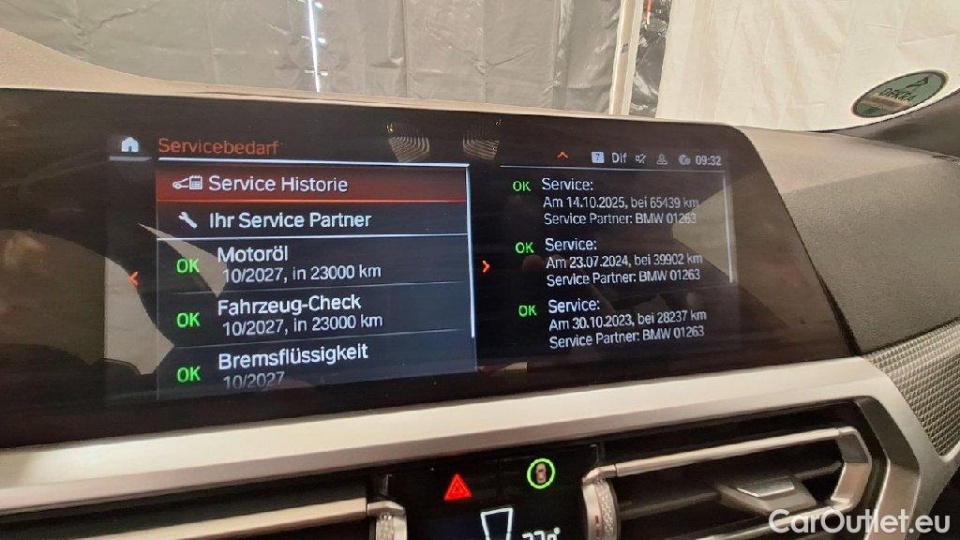 Servicebedarf
7 Dif 09:32
Service Historie
Ihr Service Partner
OK Motoröl
10/2027, in 23000 km
OK Fahrzeug-Check
10/2027, in 23000 km
OK Bremsflüssigkeit
10/2027
OK Service:
Am 14.10.2025, bei 65439 km
Service Partner: BMW 01263
OK Service:
Am 23.07.2024, bei 39902 km
Service Partner: BMW 01263
OK Service:
Am 30.10.2023, bei 28237 km
Service Partner: BMW 01263
DEKRA
CarOutlet.eu